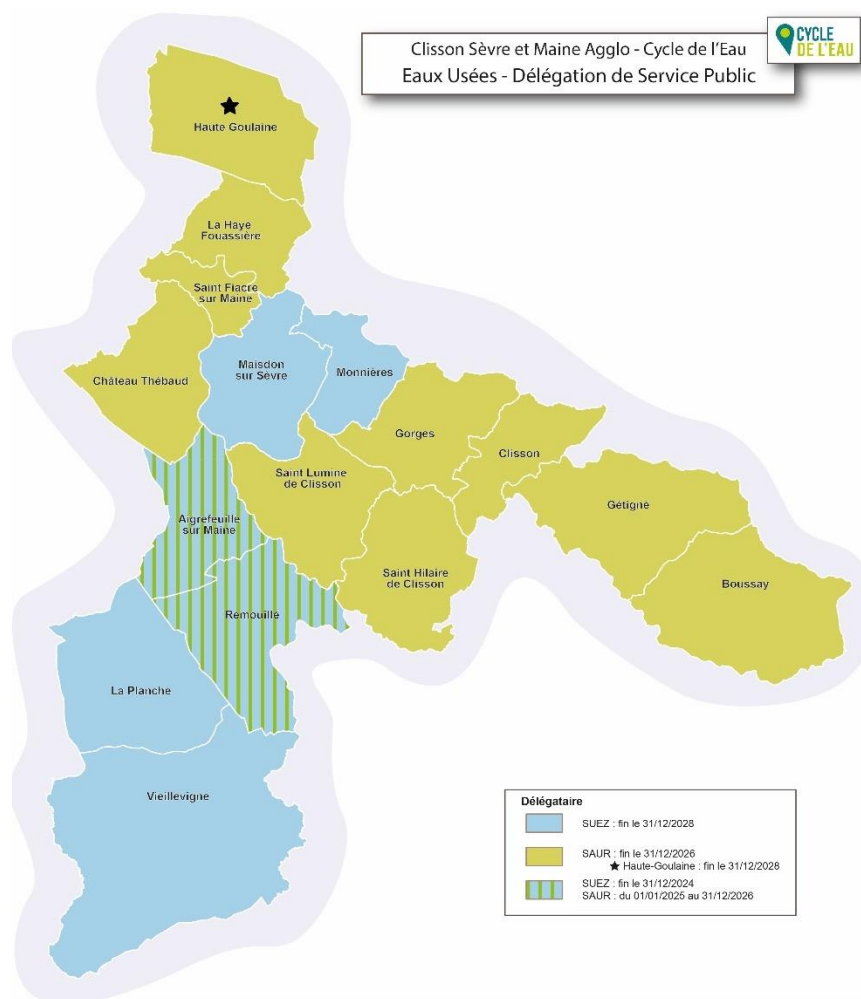 Clisson Sèvre et Maine Agglo - Cycle de l'Eau
Eaux Usées - Délégation de Service Public
CYCLE
DE L'EAU
Haute Goulaine
La Haye
Fouassière
Saint Fiacre
sur Maine
Château Thébaud
Maisdon
sur Sèvre
Monnières
Gorges
Clisson
Saint Lumine
de Clisson
Gétigné
Aigrefeuille
sur Maine
Saint Hilaire
de Clisson
Boussay
Remouillé
La Planche
Vieillevigne
Délégataire
SUEZ : fin le 31/12/2028
SAUR : fin le 31/12/2026
★ Haute-Goulaine : fin le 31/12/2028
SUEZ : fin le 31/12/2024
SAUR : du 01/01/2025 au 31/12/2026